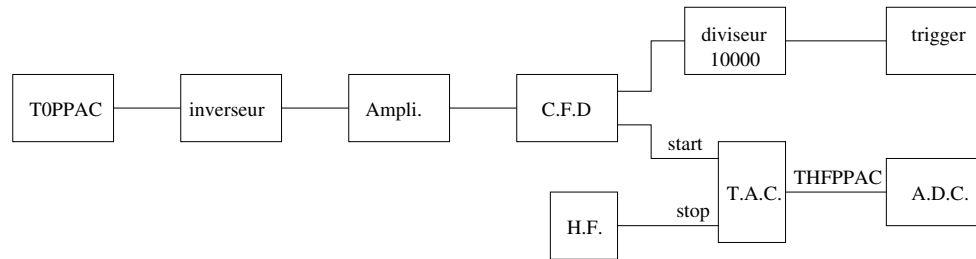 diviseur
10000
trigger
T0PPAC
inverseur
Ampli.
C.F.D
start
THFPPAC
T.A.C.
A.D.C.
stop
H.F.